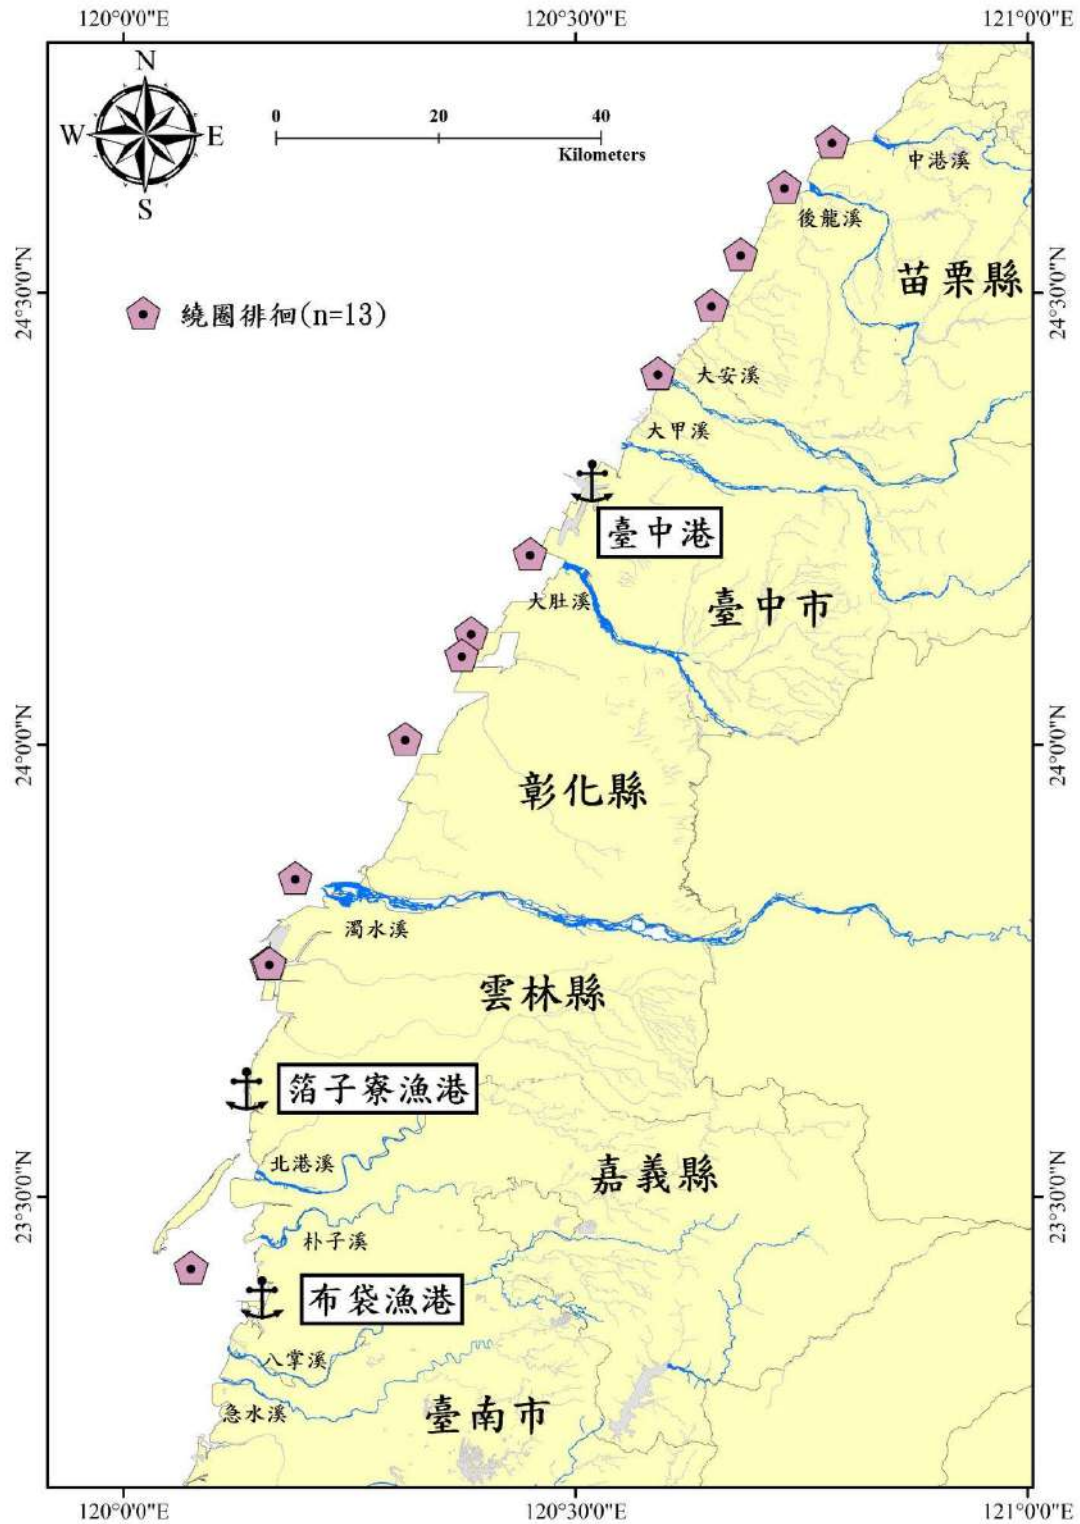 120°0'0"E 120°30'0"E 121°0'0"E
N
W E
S
0 20 40
Kilometers
中港溪
後龍溪
苗栗縣
24°30'0"N 24°30'0"N
繞圈徘徊(n=13)
大安溪
大甲溪
臺中港
大肚溪
臺中市
24°0'0"N 24°0'0"N
彰化縣
濁水溪
雲林縣
箔子寮漁港
北港溪
嘉義縣
23°30'0"N 23°30'0"N
朴子溪
布袋漁港
八掌溪
急水溪
臺南市
120°0'0"E 120°30'0"E 121°0'0"E